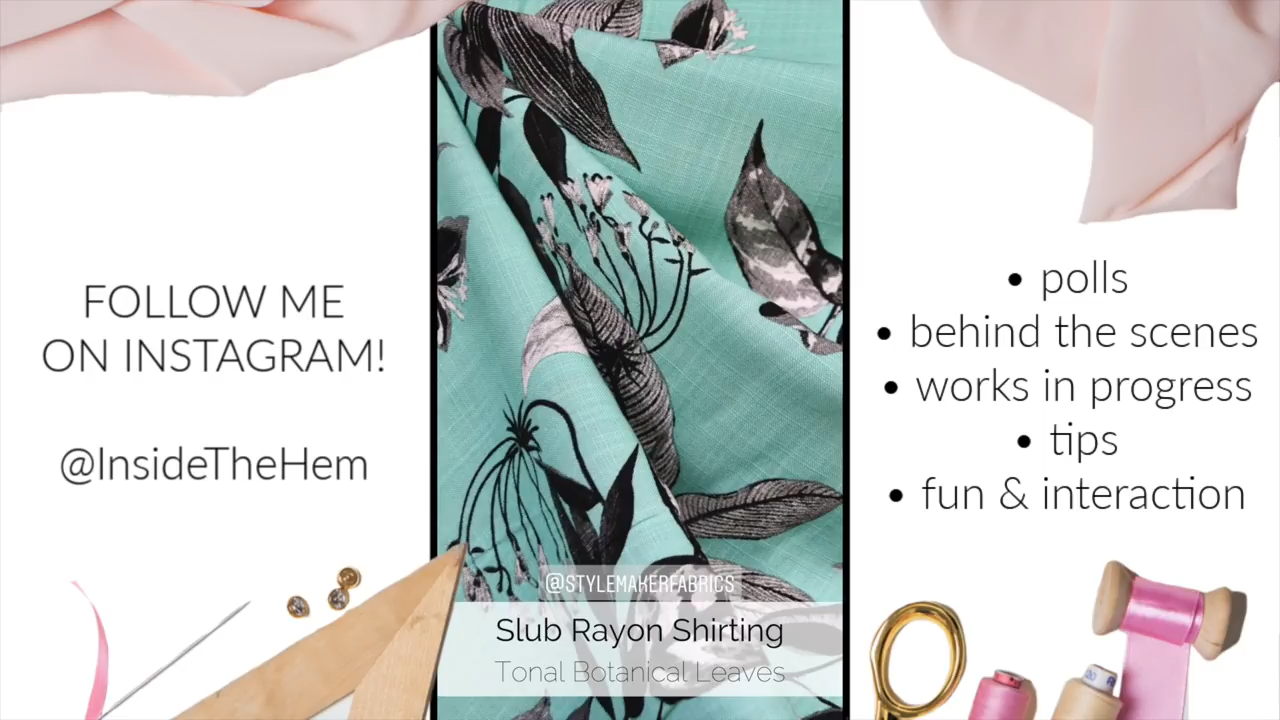 FOLLOW ME
ON INSTAGRAM!
@InsideTheHem
@STYLEMAKERFABRICS
Slub Rayon Shirting
Tonal Botanical Leaves
• polls
• behind the scenes
• works in progress
• tips
• fun & interaction